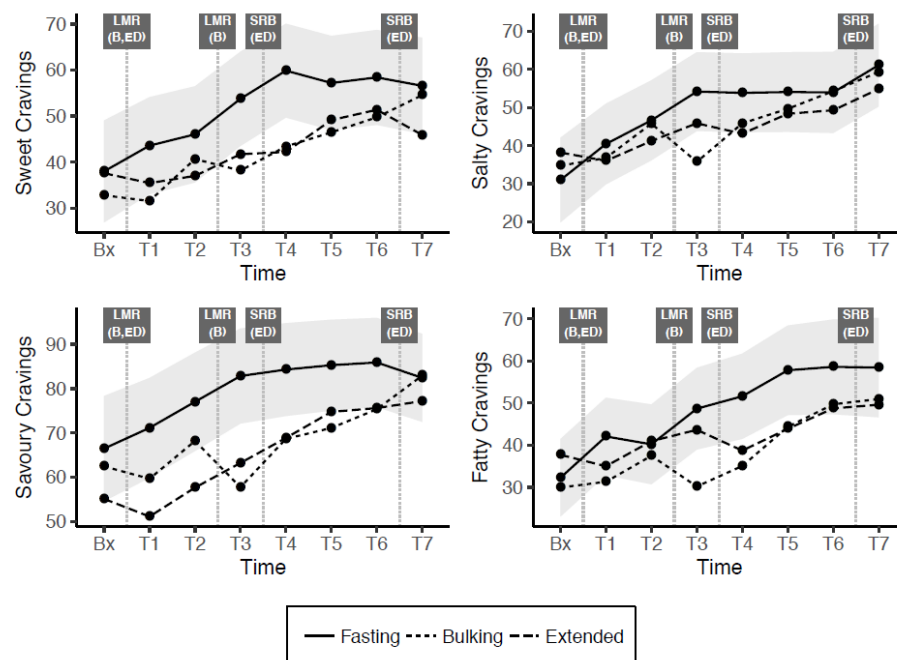 LMR
(B,ED)
LMR
(B)
SRB
(ED)
SRB
(ED)
70
60
50
40
30
Sweet Cravings
Bx T1 T2 T3 T4 T5 T6 T7
Time
LMR
(B,ED)
LMR
(B)
SRB
(ED)
SRB
(ED)
70
60
50
40
30
20
Salty Cravings
Bx T1 T2 T3 T4 T5 T6 T7
Time
LMR
(B,ED)
LMR
(B)
SRB
(ED)
SRB
(ED)
90
80
70
60
50
Savoury Cravings
Bx T1 T2 T3 T4 T5 T6 T7
Time
LMR
(B,ED)
LMR
(B)
SRB
(ED)
SRB
(ED)
70
60
50
40
30
Fatty Cravings
Bx T1 T2 T3 T4 T5 T6 T7
Time
Fasting Bulking Extended